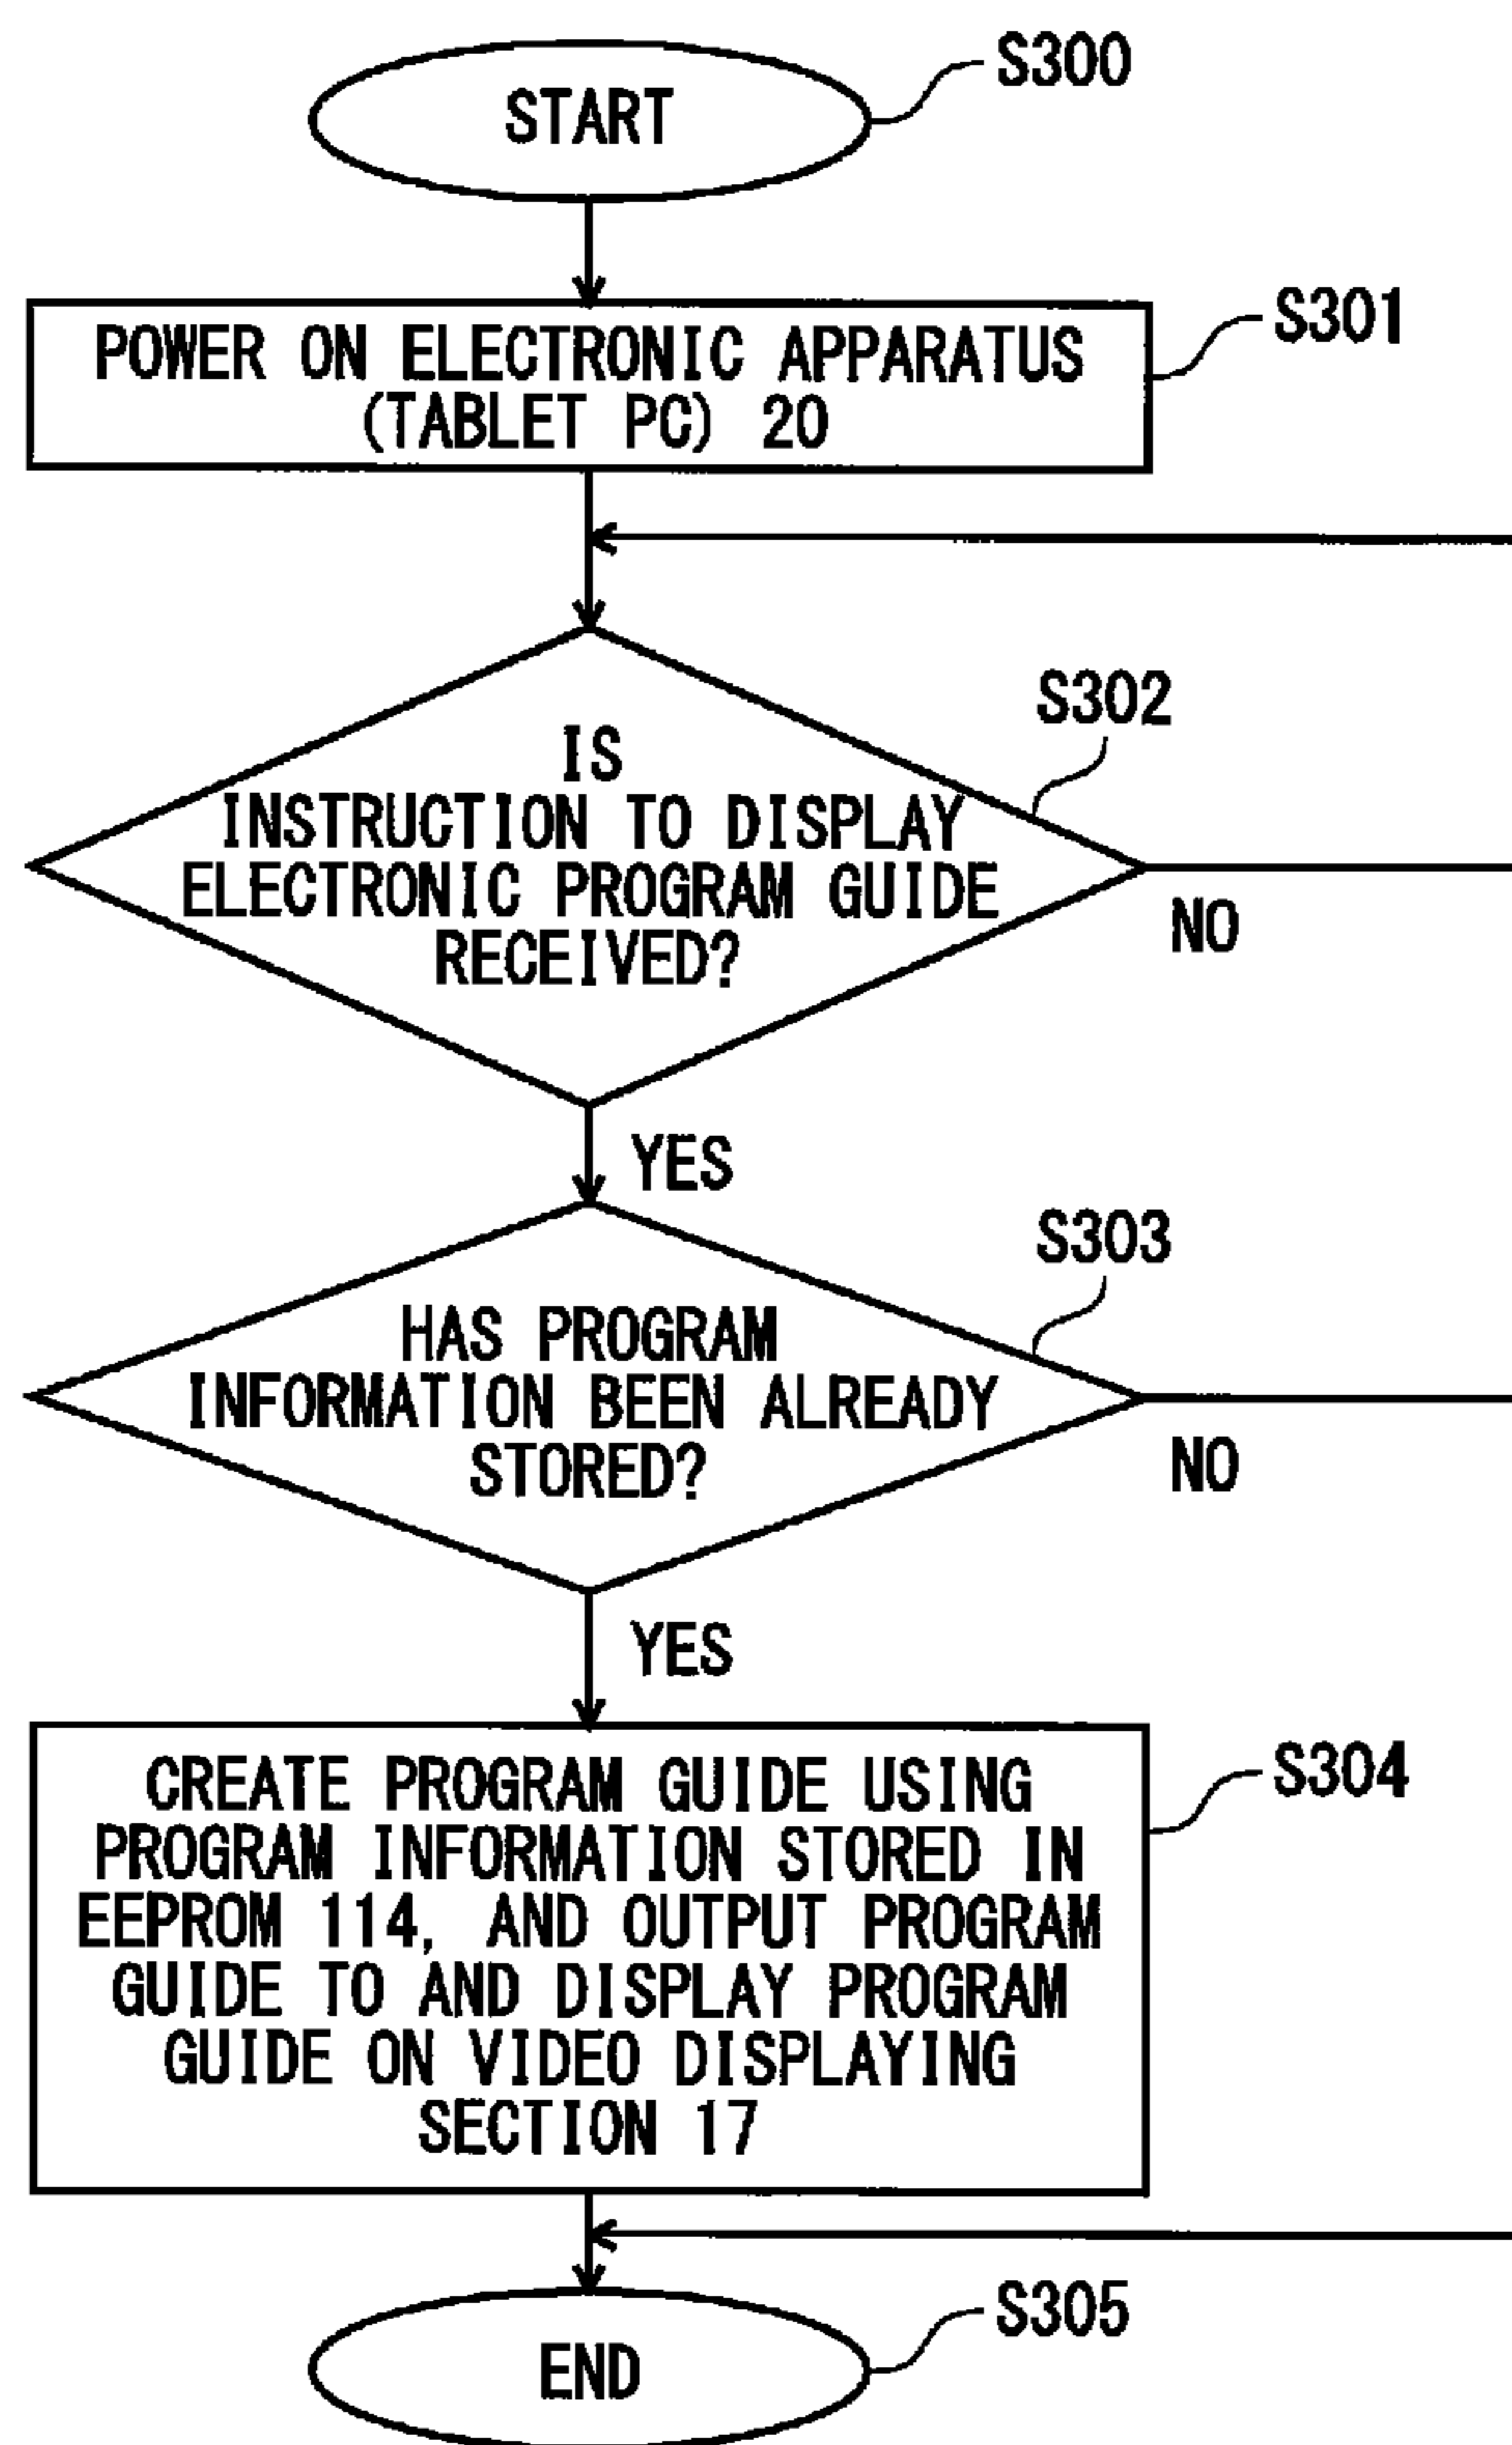 S300
START
S301
POWER ON ELECTRONIC APPARATUS
(TABLET PC) 20
S302
IS
INSTRUCTION TO DISPLAY
ELECTRONIC PROGRAM GUIDE
RECEIVED?
NO
YES
S303
HAS PROGRAM
INFORMATION BEEN ALREADY
STORED?
NO
YES
S304
CREATE PROGRAM GUIDE USING
PROGRAM INFORMATION STORED IN
EEPROM 114, AND OUTPUT PROGRAM
GUIDE TO AND DISPLAY PROGRAM
GUIDE ON VIDEO DISPLAYING
SECTION 17
S305
END